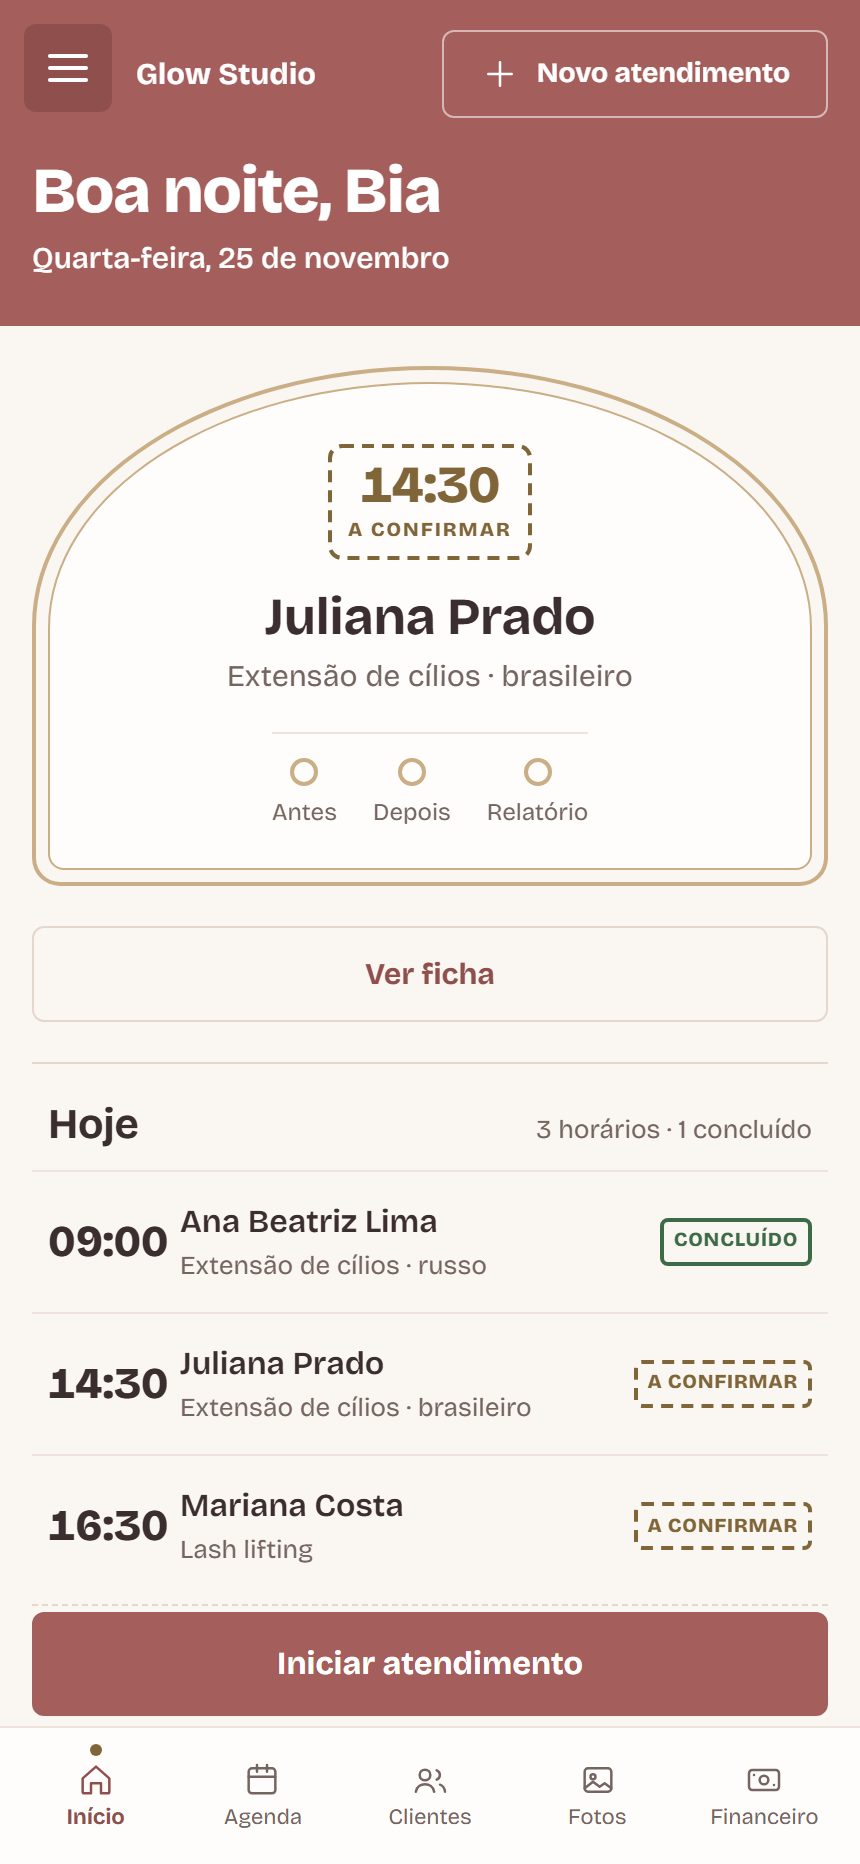 Glow Studio
Novo atendimento
Boa noite, Bia
Quarta-feira, 25 de novembro
14:30
A CONFIRMAR
Juliana Prado
Extensão de cílios · brasileiro
Antes Depois Relatório
Ver ficha
Hoje
3 horários · 1 concluído
09:00
Ana Beatriz Lima
Extensão de cílios · russo
CONCLUÍDO
14:30
Juliana Prado
Extensão de cílios · brasileiro
A CONFIRMAR
16:30
Mariana Costa
Lash lifting
A CONFIRMAR
Iniciar atendimento
Início Agenda Clientes Fotos Financeiro